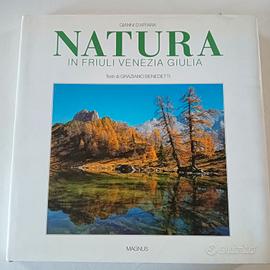 GIANNI D'AFFARA
NATURA
IN FRIULI VENEZIA GIULIA
Testi di GRAZIANO BENEDETTI
MAGNUS